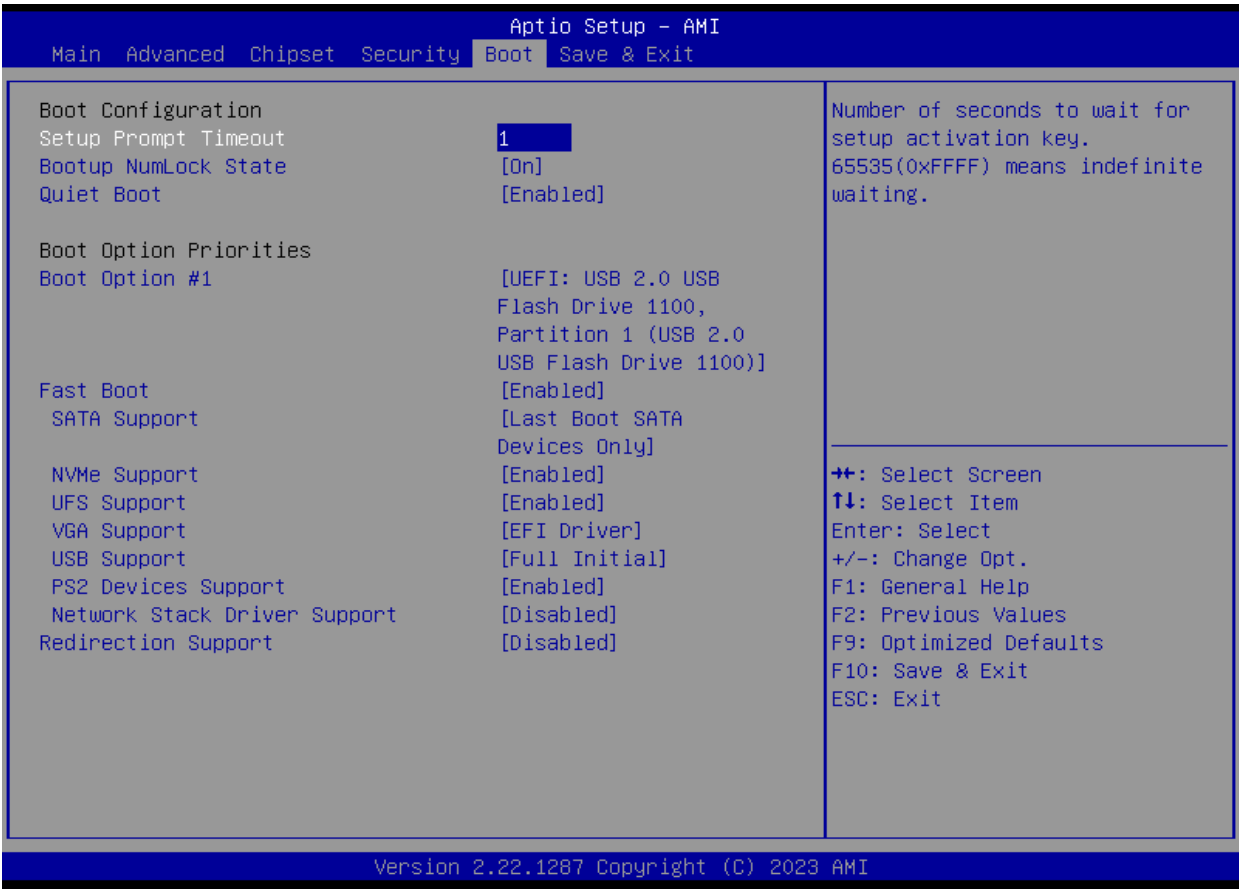 Aptio Setup – AMI
Main Advanced Chipset Security Boot Save & Exit
Boot Configuration
Setup Prompt Timeout 1
Bootup NumLock State [On]
Quiet Boot [Enabled]
Boot Option Priorities
Boot Option #1 [UEFI: USB 2.0 USB
Flash Drive 1100,
Partition 1 (USB 2.0
USB Flash Drive 1100)]
Fast Boot [Enabled]
SATA Support [Last Boot SATA
Devices Only]
NVMe Support [Enabled]
UFS Support [Enabled]
VGA Support [EFI Driver]
USB Support [Full Initial]
PS2 Devices Support [Enabled]
Network Stack Driver Support [Disabled]
Redirection Support [Disabled]
Number of seconds to wait for
setup activation key.
65535(0xFFFF) means indefinite
waiting.
→←: Select Screen
↑↓: Select Item
Enter: Select
+/-: Change Opt.
F1: General Help
F2: Previous Values
F9: Optimized Defaults
F10: Save & Exit
ESC: Exit
Version 2.22.1287 Copyright (C) 2023 AMI